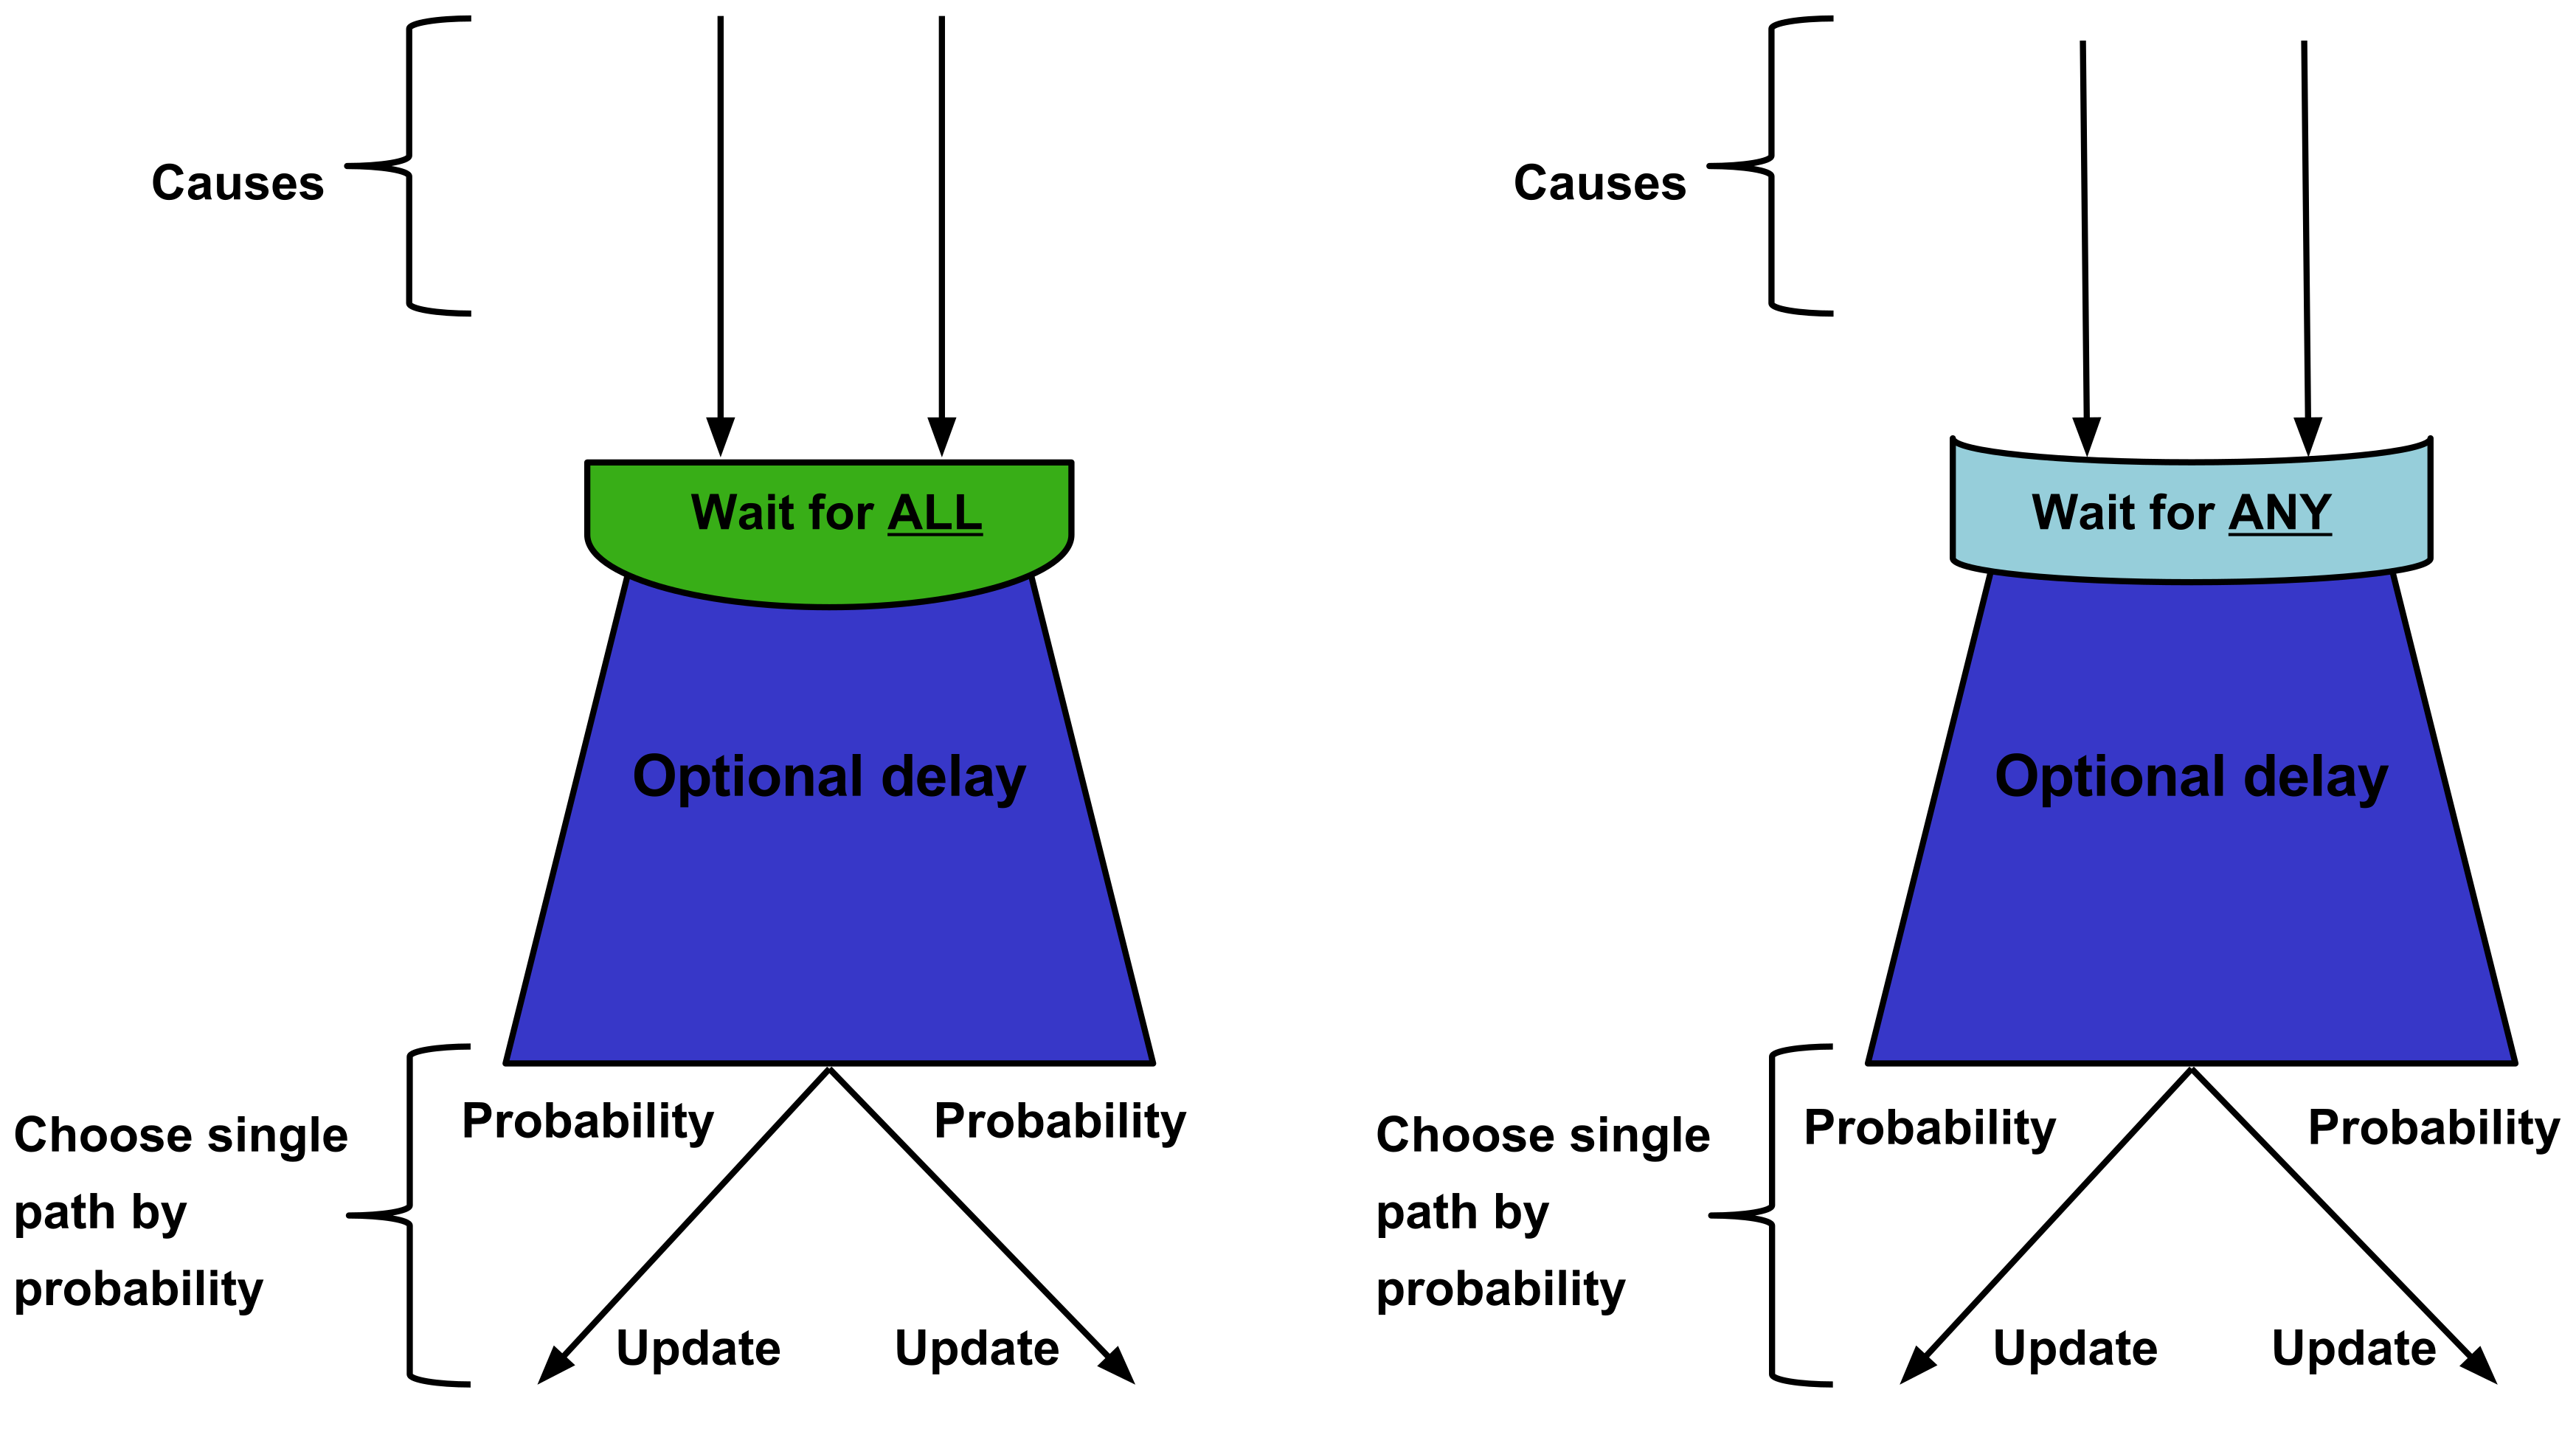 Causes
Wait for ALL
Optional delay
Probability
Probability
Choose single
path by
probability
Update
Update
Causes
Wait for ANY
Optional delay
Probability
Probability
Choose single
path by
probability
Update
Update